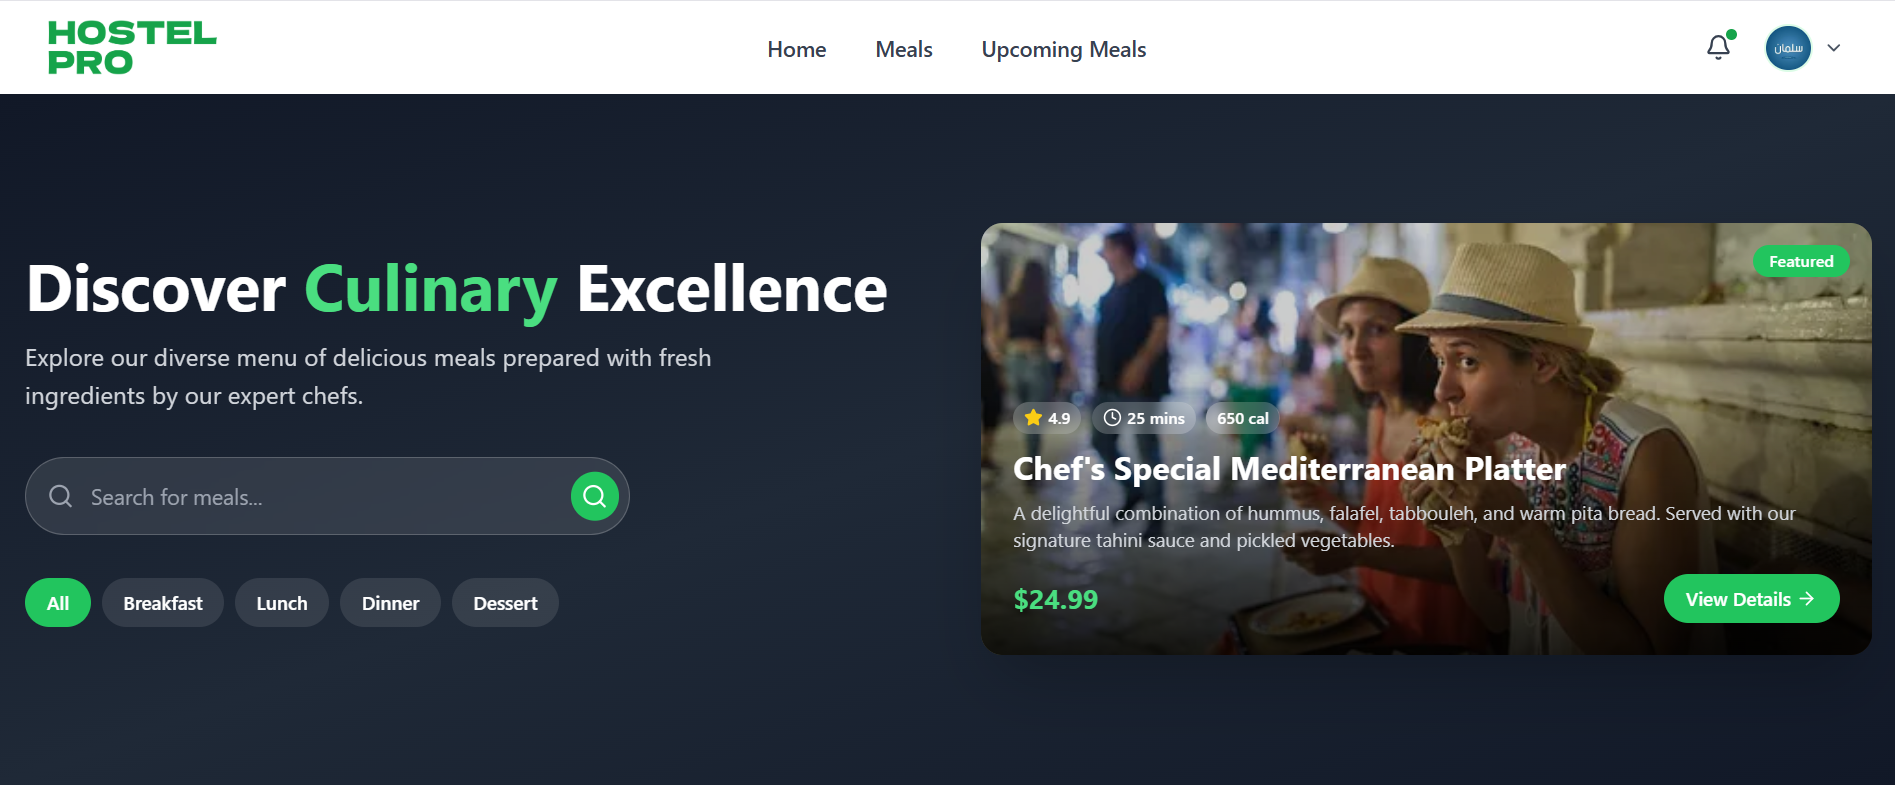 HOSTEL
PRO
Home
Meals
Upcoming Meals
سلمان
Discover Culinary Excellence
Explore our diverse menu of delicious meals prepared with fresh
ingredients by our expert chefs.
Search for meals...
All
Breakfast
Lunch
Dinner
Dessert
Featured
4.9
25 mins
650 cal
Chef's Special Mediterranean Platter
A delightful combination of hummus, falafel, tabbouleh, and warm pita bread. Served with our
signature tahini sauce and pickled vegetables.
$24.99
View Details